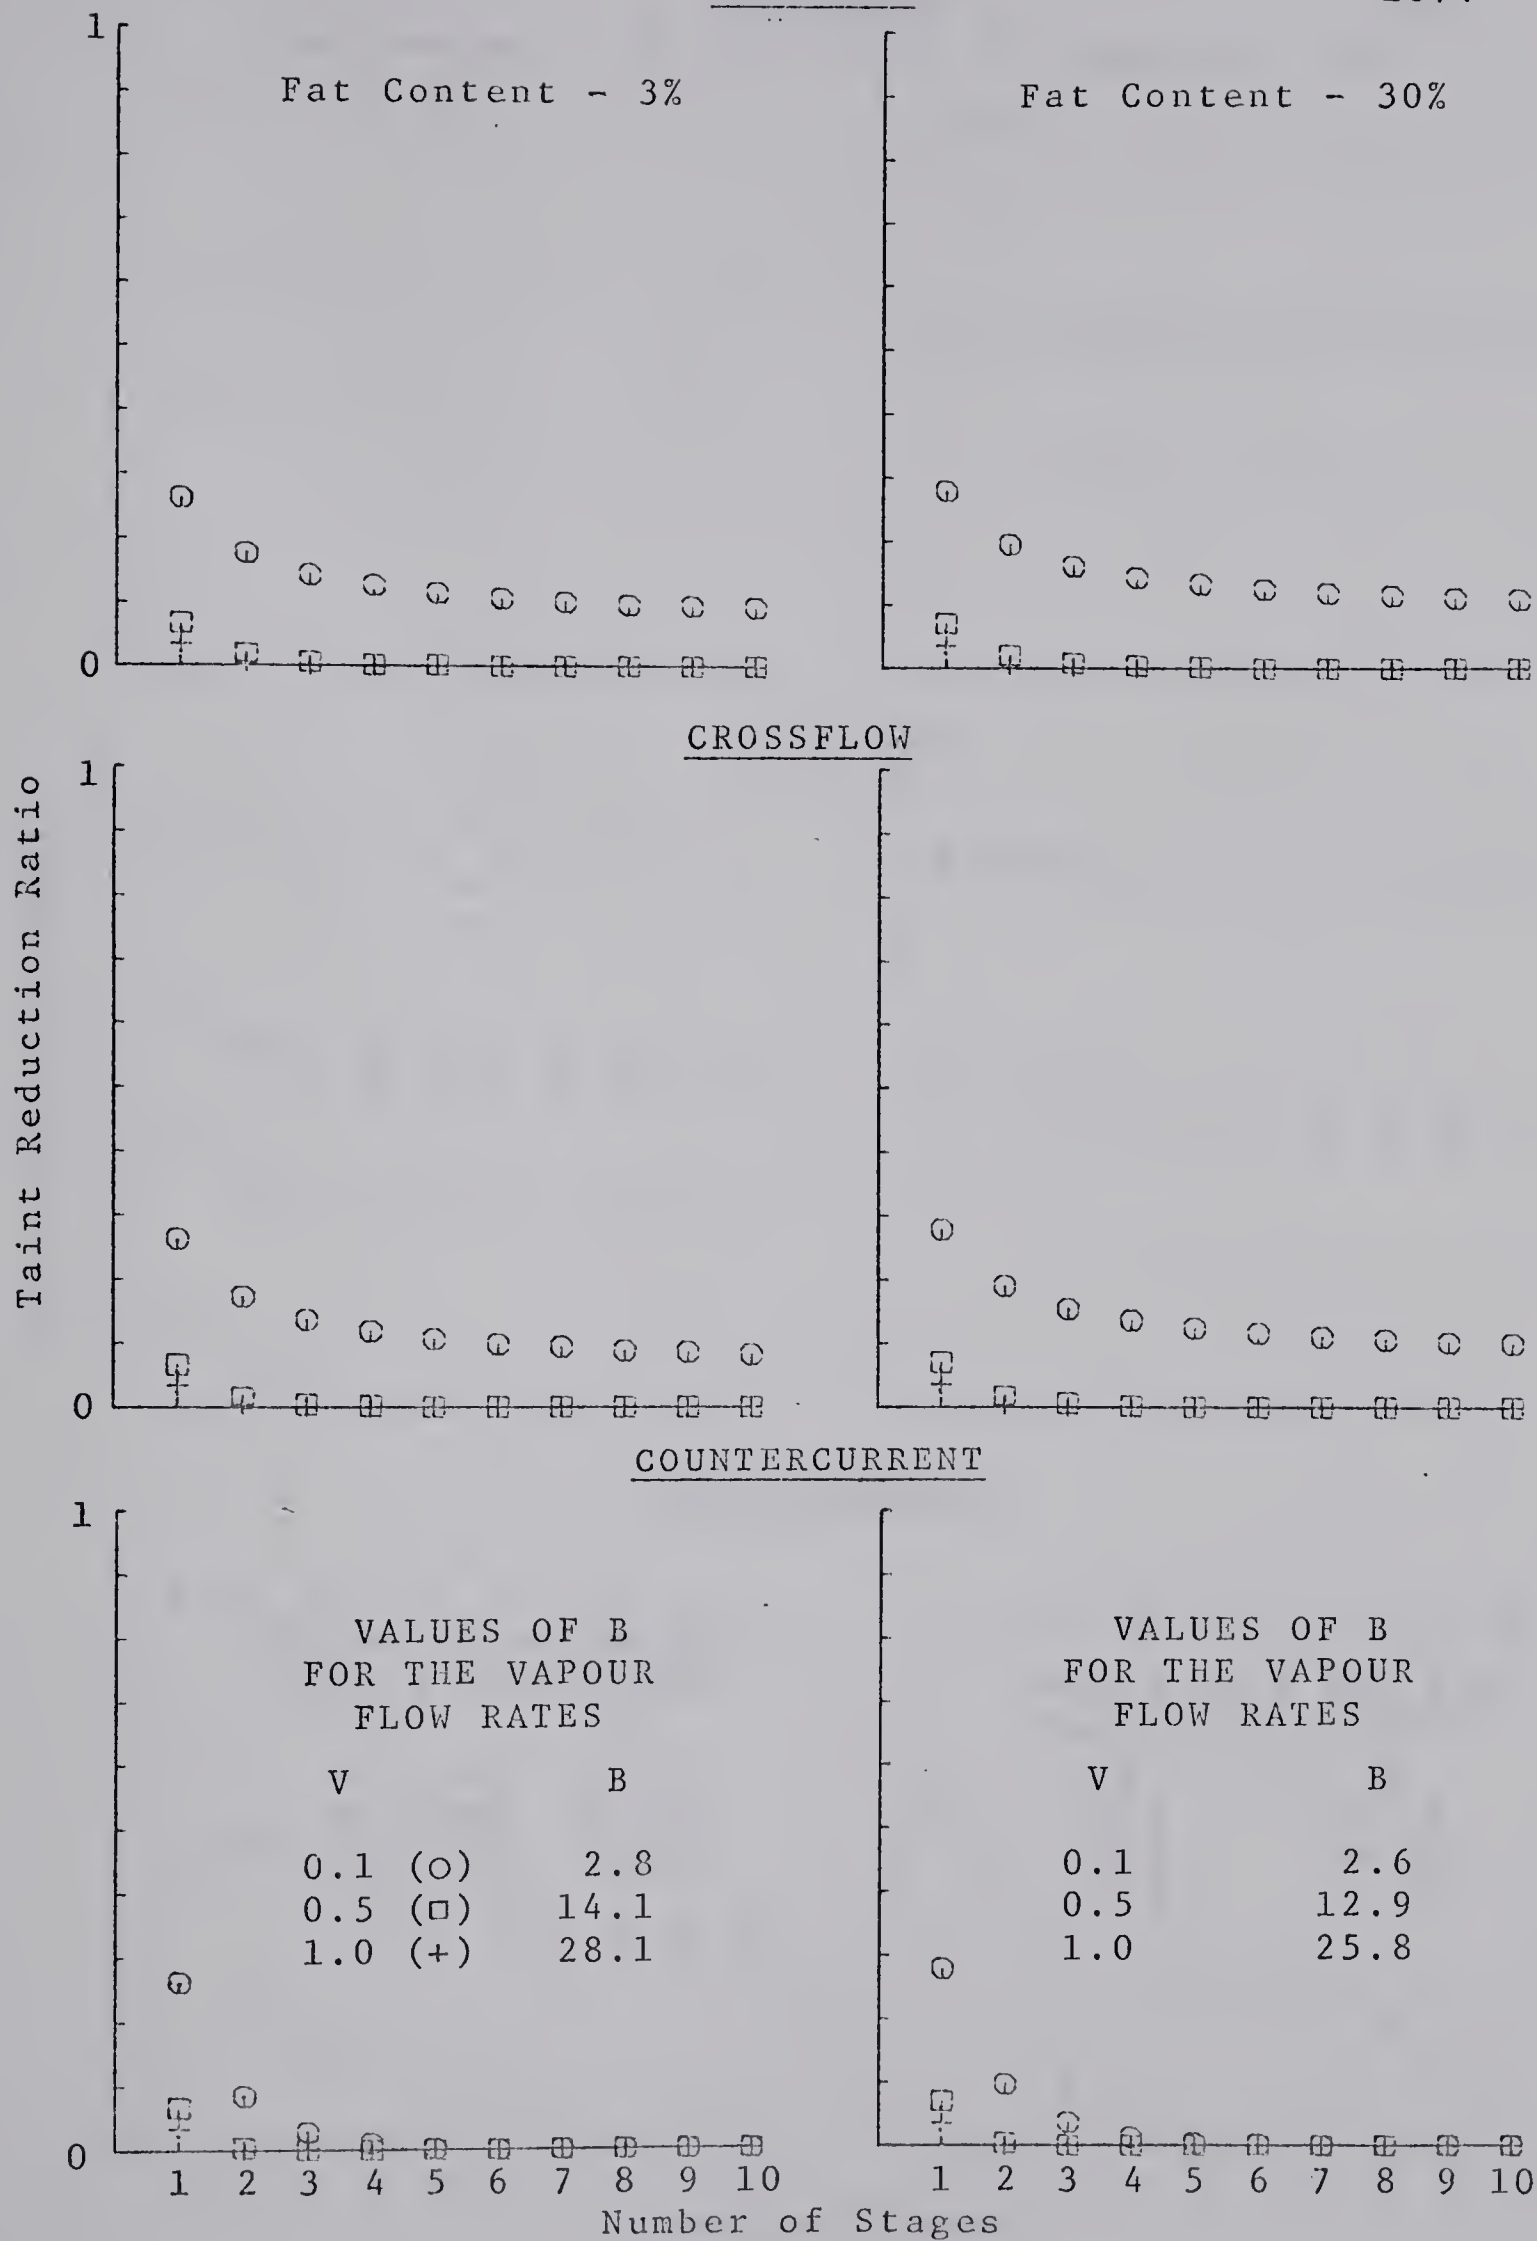 1
Fat Content - 3%
Fat Content - 30%
0
CROSSFLOW
1
Taint Reduction Ratio
0
COUNTERCURRENT
1
VALUES OF B
FOR THE VAPOUR
FLOW RATES
V B
0.1 (○) 2.8
0.5 (□) 14.1
1.0 (+) 28.1
VALUES OF B
FOR THE VAPOUR
FLOW RATES
V B
0.1 2.6
0.5 12.9
1.0 25.8
0
1 2 3 4 5 6 7 8 9 10
1 2 3 4 5 6 7 8 9 10
Number of Stages